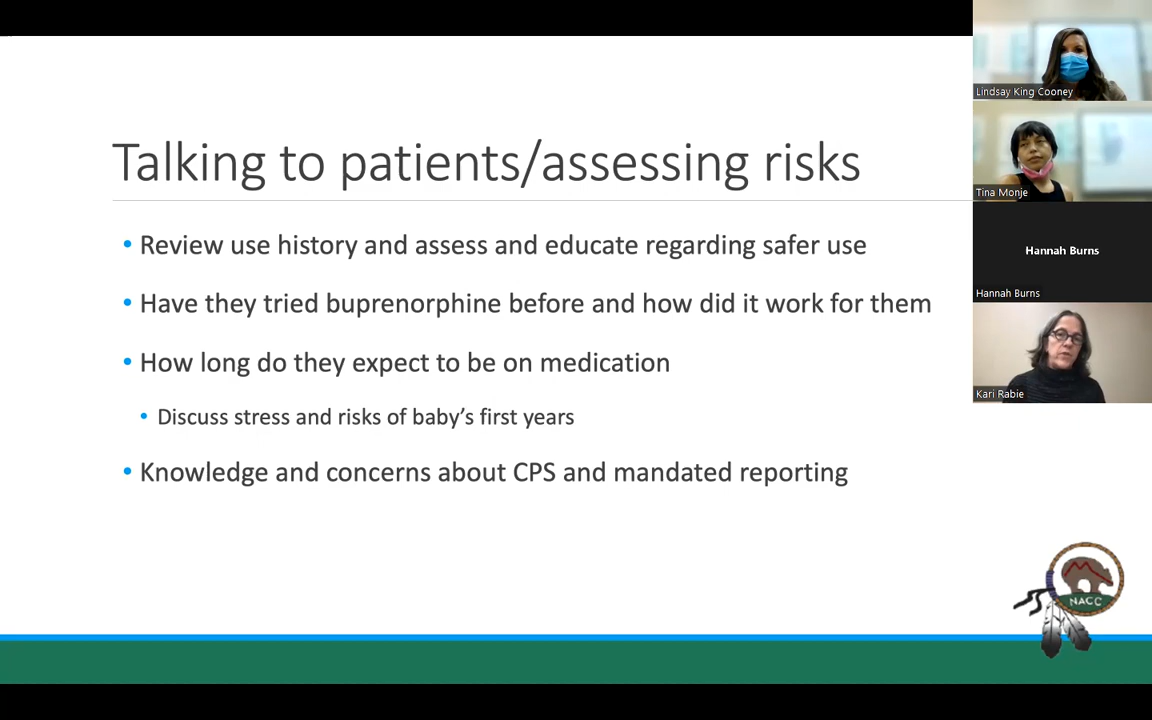 Talking to patients/assessing risks
• Review use history and assess and educate regarding safer use
• Have they tried buprenorphine before and how did it work for them
• How long do they expect to be on medication
• Discuss stress and risks of baby’s first years
• Knowledge and concerns about CPS and mandated reporting
NACC
Lindsay King Cooney
Tina Monje
Hannah Burns
Hannah Burns
Kari Rabie